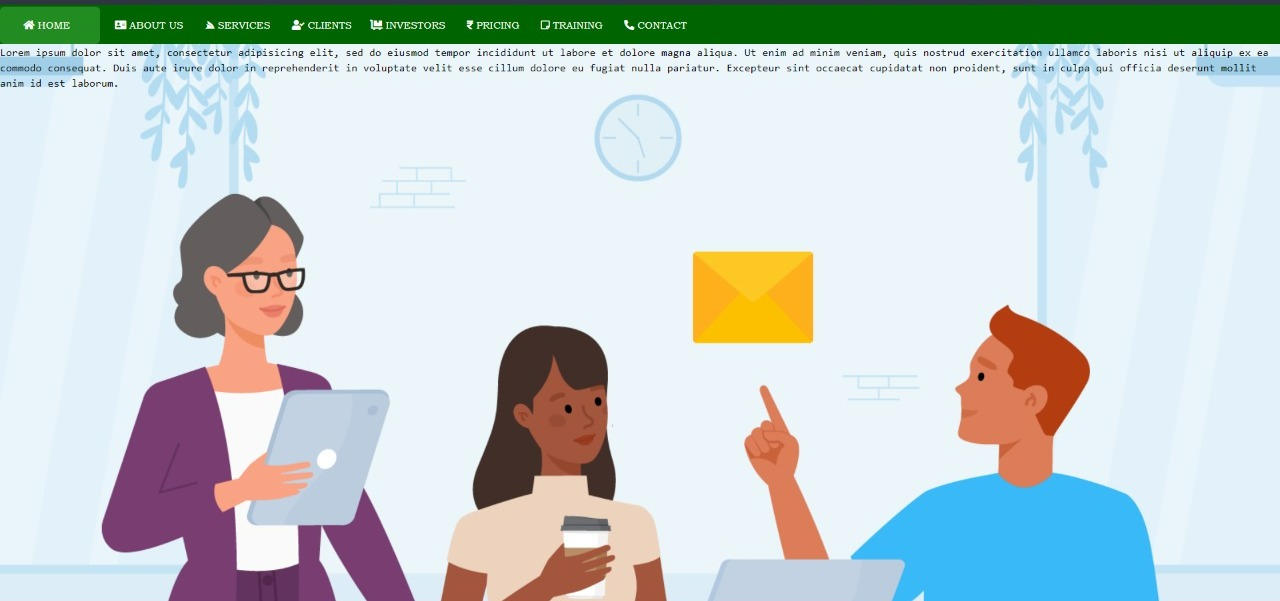 HOME ABOUT US SERVICES CLIENTS INVESTORS PRICING TRAINING CONTACT
Lorem ipsum dolor sit amet, consectetur adipisicing elit, sed do eiusmod tempor incididunt ut labore et dolore magna aliqua. Ut enim ad minim veniam, quis nostrud exercitation ullamco laboris nisi ut aliquip ex ea
commodo consequat. Duis aute irure dolor in reprehenderit in voluptate velit esse cillum dolore eu fugiat nulla pariatur. Excepteur sint occaecat cupidatat non proident, sunt in culpa qui officia deserunt mollit
anim id est laborum.